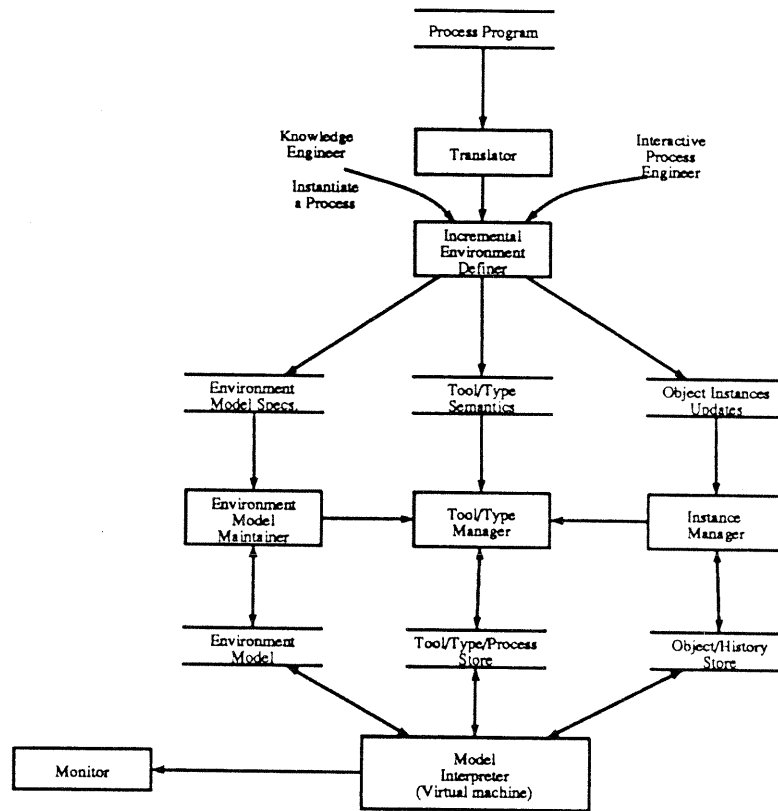 Process Program
Knowledge
Engineer
Translator
Interactive
Process
Engineer
Instantiate
a Process
Incremental
Environment
Definer
Environment
Model Specs.
Tool/Type
Semantics
Object Instances
Updates
Environment
Model
Maintainer
Tool/Type
Manager
Instance
Manager
Environment
Model
Tool/Type/Process
Store
Object/History
Store
Monitor
Model
Interpreter
(Virtual machine)